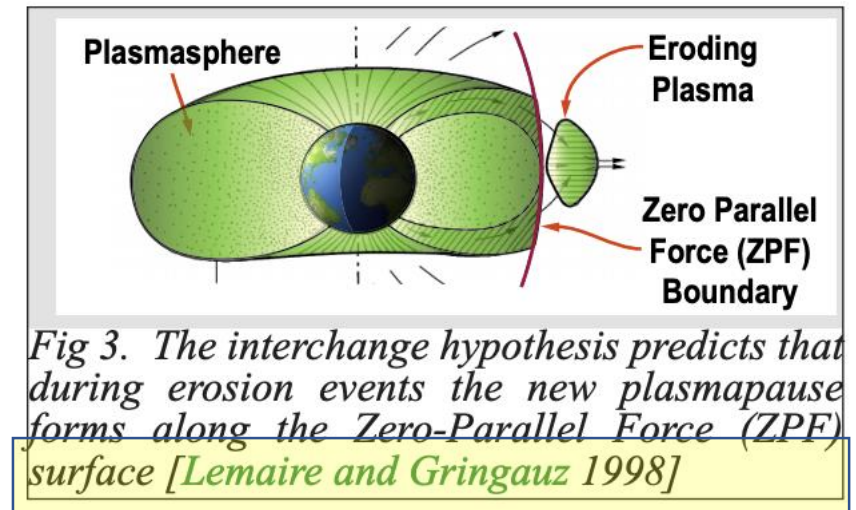 Plasmasphere
Eroding
Plasma
Zero Parallel
Force (ZPF)
Boundary
Fig 3. The interchange hypothesis predicts that
during erosion events the new plasmapause
forms along the Zero-Parallel Force (ZPF)
surface [Lemaire and Gringauz 1998]